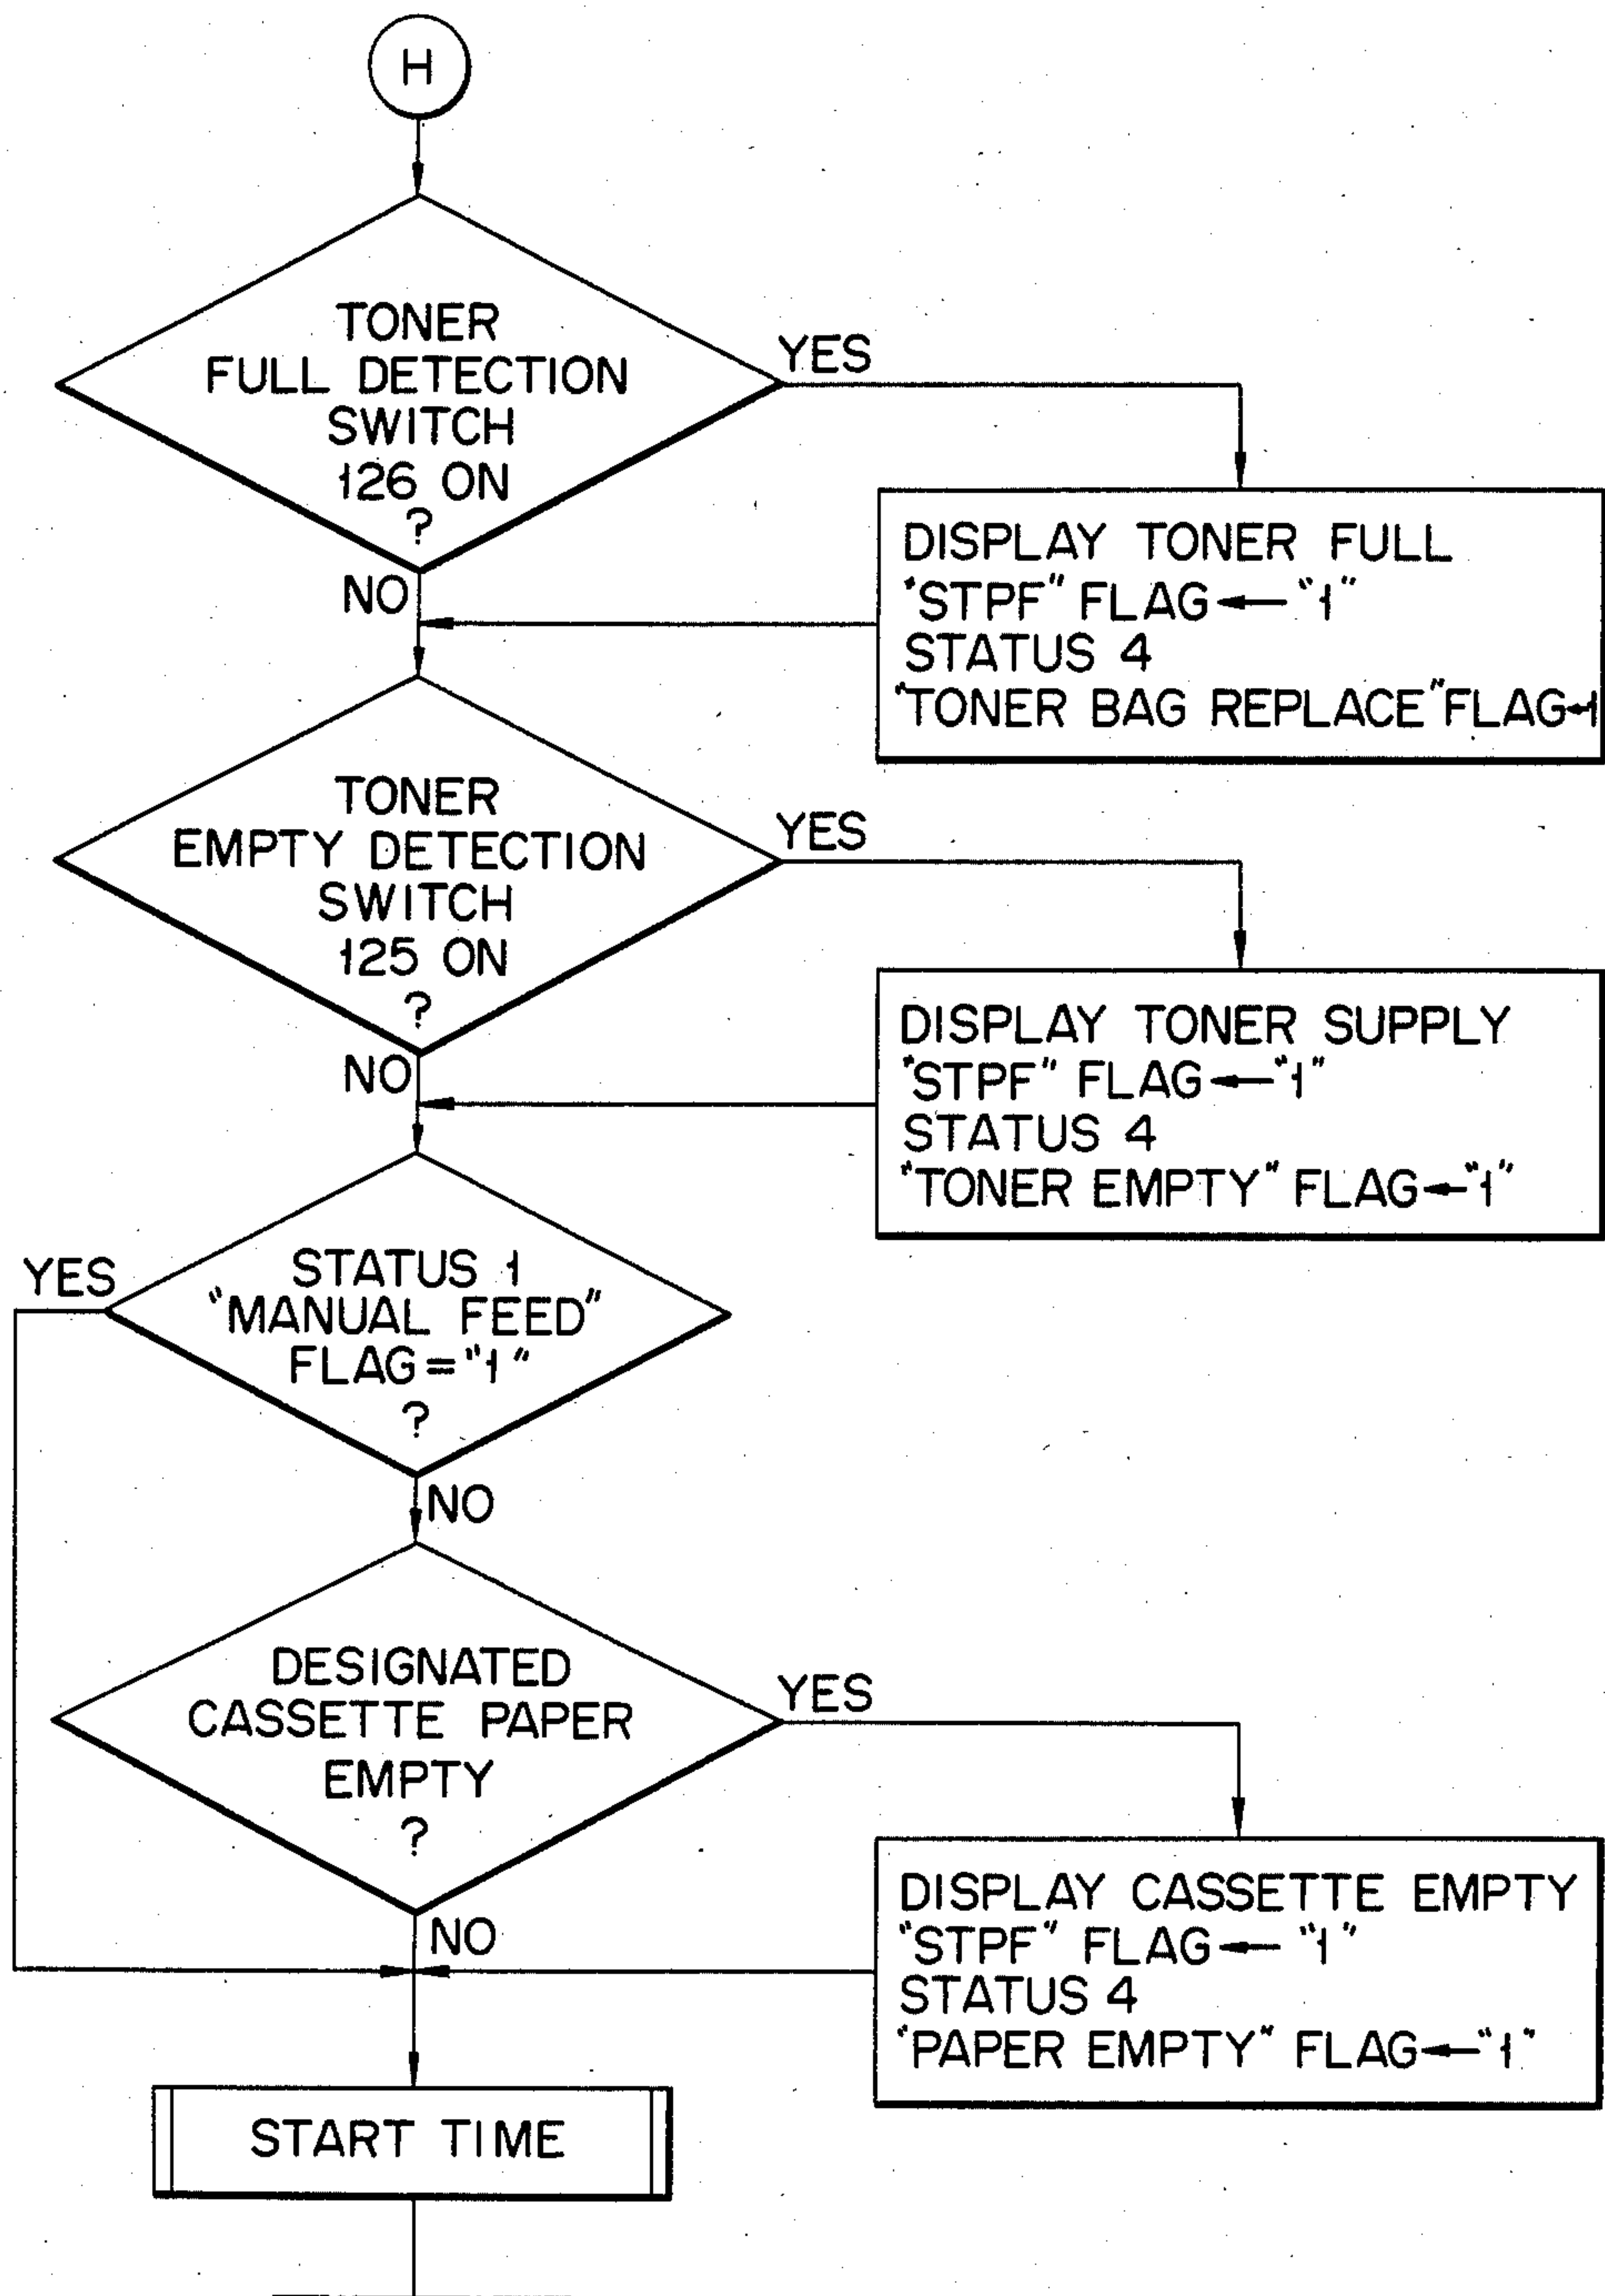 H
TONER
FULL DETECTION
SWITCH
126 ON
?
YES
NO
DISPLAY TONER FULL
"STPF" FLAG ← "1"
STATUS 4
"TONER BAG REPLACE" FLAG←1
TONER
EMPTY DETECTION
SWITCH
125 ON
?
YES
NO
DISPLAY TONER SUPPLY
"STPF" FLAG ← "1"
STATUS 4
"TONER EMPTY" FLAG ← "1"
STATUS 1
"MANUAL FEED"
FLAG = "1"
?
YES
NO
DESIGNATED
CASSETTE PAPER
EMPTY
?
YES
NO
DISPLAY CASSETTE EMPTY
"STPF" FLAG ← "1"
STATUS 4
"PAPER EMPTY" FLAG ← "1"
START TIME